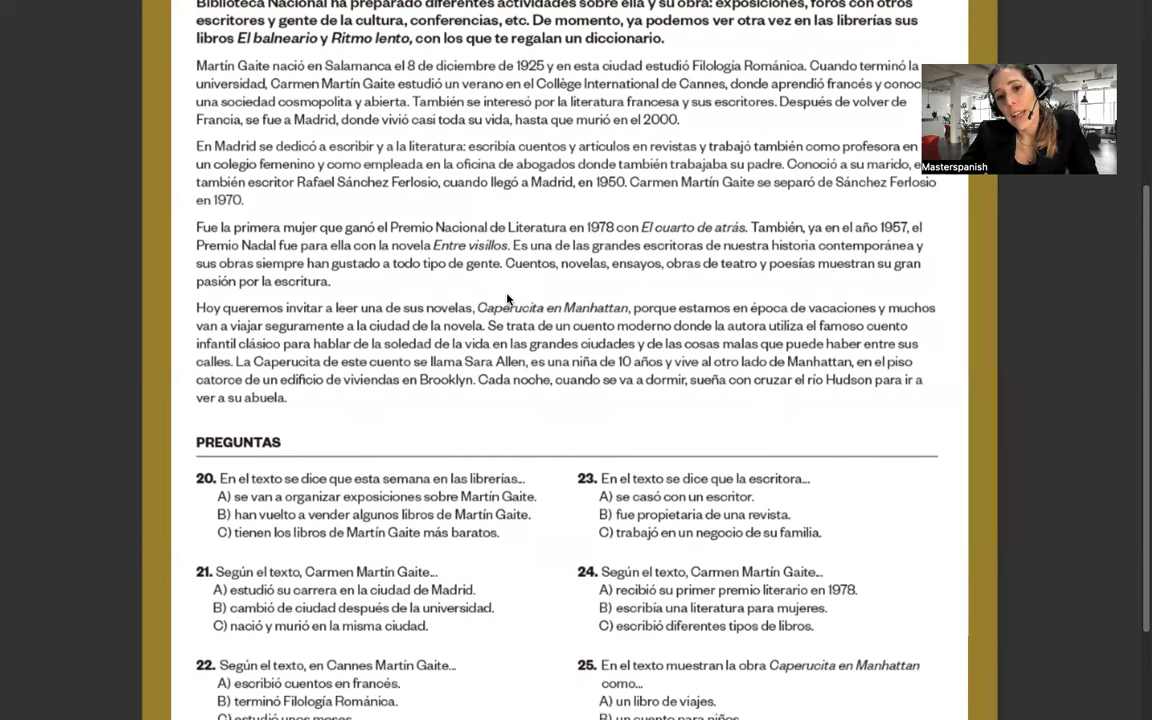 Biblioteca Nacional ha preparado diferentes actividades sobre ella y su obra: exposiciones, foros con otros
escritores y gente de la cultura, conferencias, etc. De momento, ya podemos ver otra vez en las librerías sus
libros El balneario y Ritmo lento, con los que te regalan un diccionario.
Martín Gaite nació en Salamanca el 8 de diciembre de 1925 y en esta ciudad estudió Filología Románica. Cuando terminó la
universidad, Carmen Martín Gaite estudió un verano en el Collège International de Cannes, donde aprendió francés y conoc
una sociedad cosmopolita y abierta. También se interesó por la literatura francesa y sus escritores. Después de volver de
Francia, se fue a Madrid, donde vivió casi toda su vida, hasta que murió en el 2000.
En Madrid se dedicó a escribir y a la literatura: escribía cuentos y artículos en revistas y trabajó también como profesora en
un colegio femenino y como empleada en la oficina de abogados donde también trabajaba su padre. Conoció a su marido, e
también escritor Rafael Sánchez Ferlosio, cuando llegó a Madrid, en 1950. Carmen Martín Gaite se separó de Sánchez Ferlosio
en 1970.
Fue la primera mujer que ganó el Premio Nacional de Literatura en 1978 con El cuarto de atrás. También, ya en el año 1957, el
Premio Nadal fue para ella con la novela Entre visillos. Es una de las grandes escritoras de nuestra historia contemporánea y
sus obras siempre han gustado a todo tipo de gente. Cuentos, novelas, ensayos, obras de teatro y poesías muestran su gran
pasión por la escritura.
Hoy queremos invitar a leer una de sus novelas, Caperucita en Manhattan, porque estamos en época de vacaciones y muchos
van a viajar seguramente a la ciudad de la novela. Se trata de un cuento moderno donde la autora utiliza el famoso cuento
infantil clásico para hablar de la soledad de la vida en las grandes ciudades y de las cosas malas que puede haber entre sus
calles. La Caperucita de este cuento se llama Sara Allen, es una niña de 10 años y vive al otro lado de Manhattan, en el piso
catorce de un edificio de viviendas en Brooklyn. Cada noche, cuando se va a dormir, sueña con cruzar el río Hudson para ir a
ver a su abuela.
Masterspanish
PREGUNTAS
20. En el texto se dice que esta semana en las librerías...
A) se van a organizar exposiciones sobre Martín Gaite.
B) han vuelto a vender algunos libros de Martín Gaite.
C) tienen los libros de Martín Gaite más baratos.
21. Según el texto, Carmen Martín Gaite...
A) estudió su carrera en la ciudad de Madrid.
B) cambió de ciudad después de la universidad.
C) nació y murió en la misma ciudad.
22. Según el texto, en Cannes Martín Gaite...
A) escribió cuentos en francés.
B) terminó Filología Románica.
C) estudió unos meses.
23. En el texto se dice que la escritora...
A) se casó con un escritor.
B) fue propietaria de una revista.
C) trabajó en un negocio de su familia.
24. Según el texto, Carmen Martín Gaite...
A) recibió su primer premio literario en 1978.
B) escribía una literatura para mujeres.
C) escribió diferentes tipos de libros.
25. En el texto muestran la obra Caperucita en Manhattan
como...
A) un libro de viajes.
B) un cuento para niños.